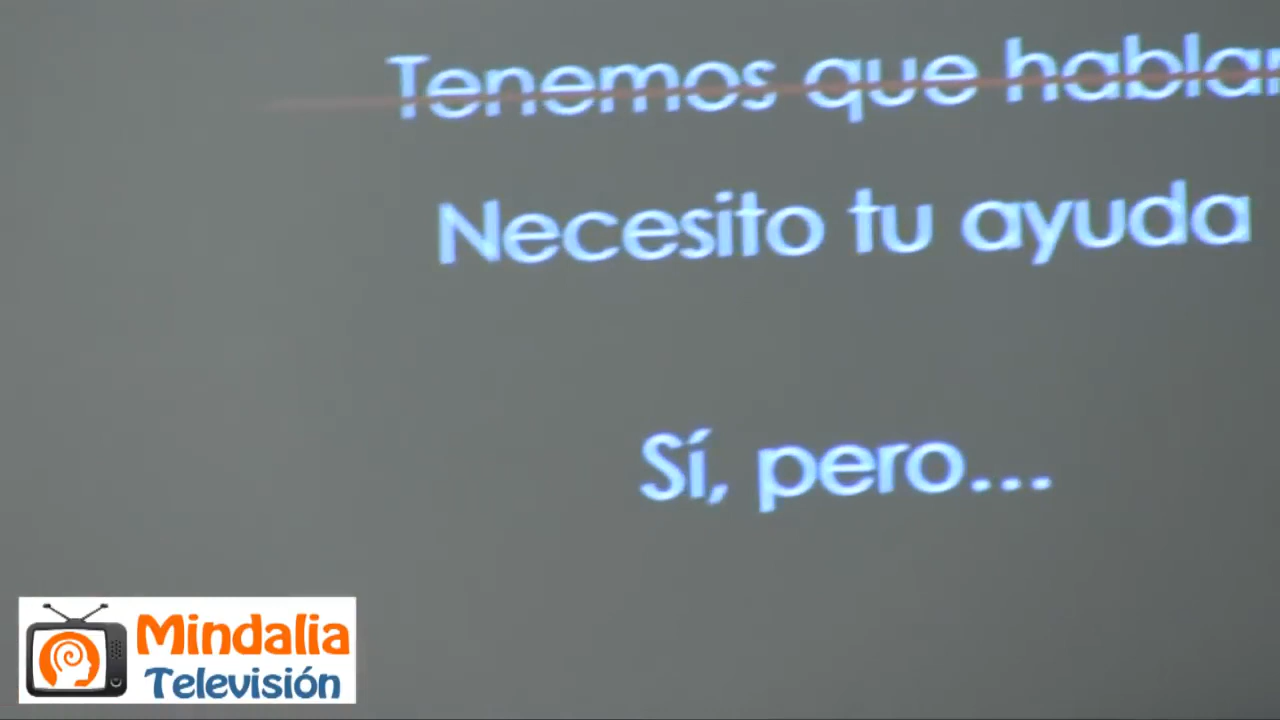 Tenemos que hablar
Necesito tu ayuda
Sí, pero...
Mindalia
Televisión